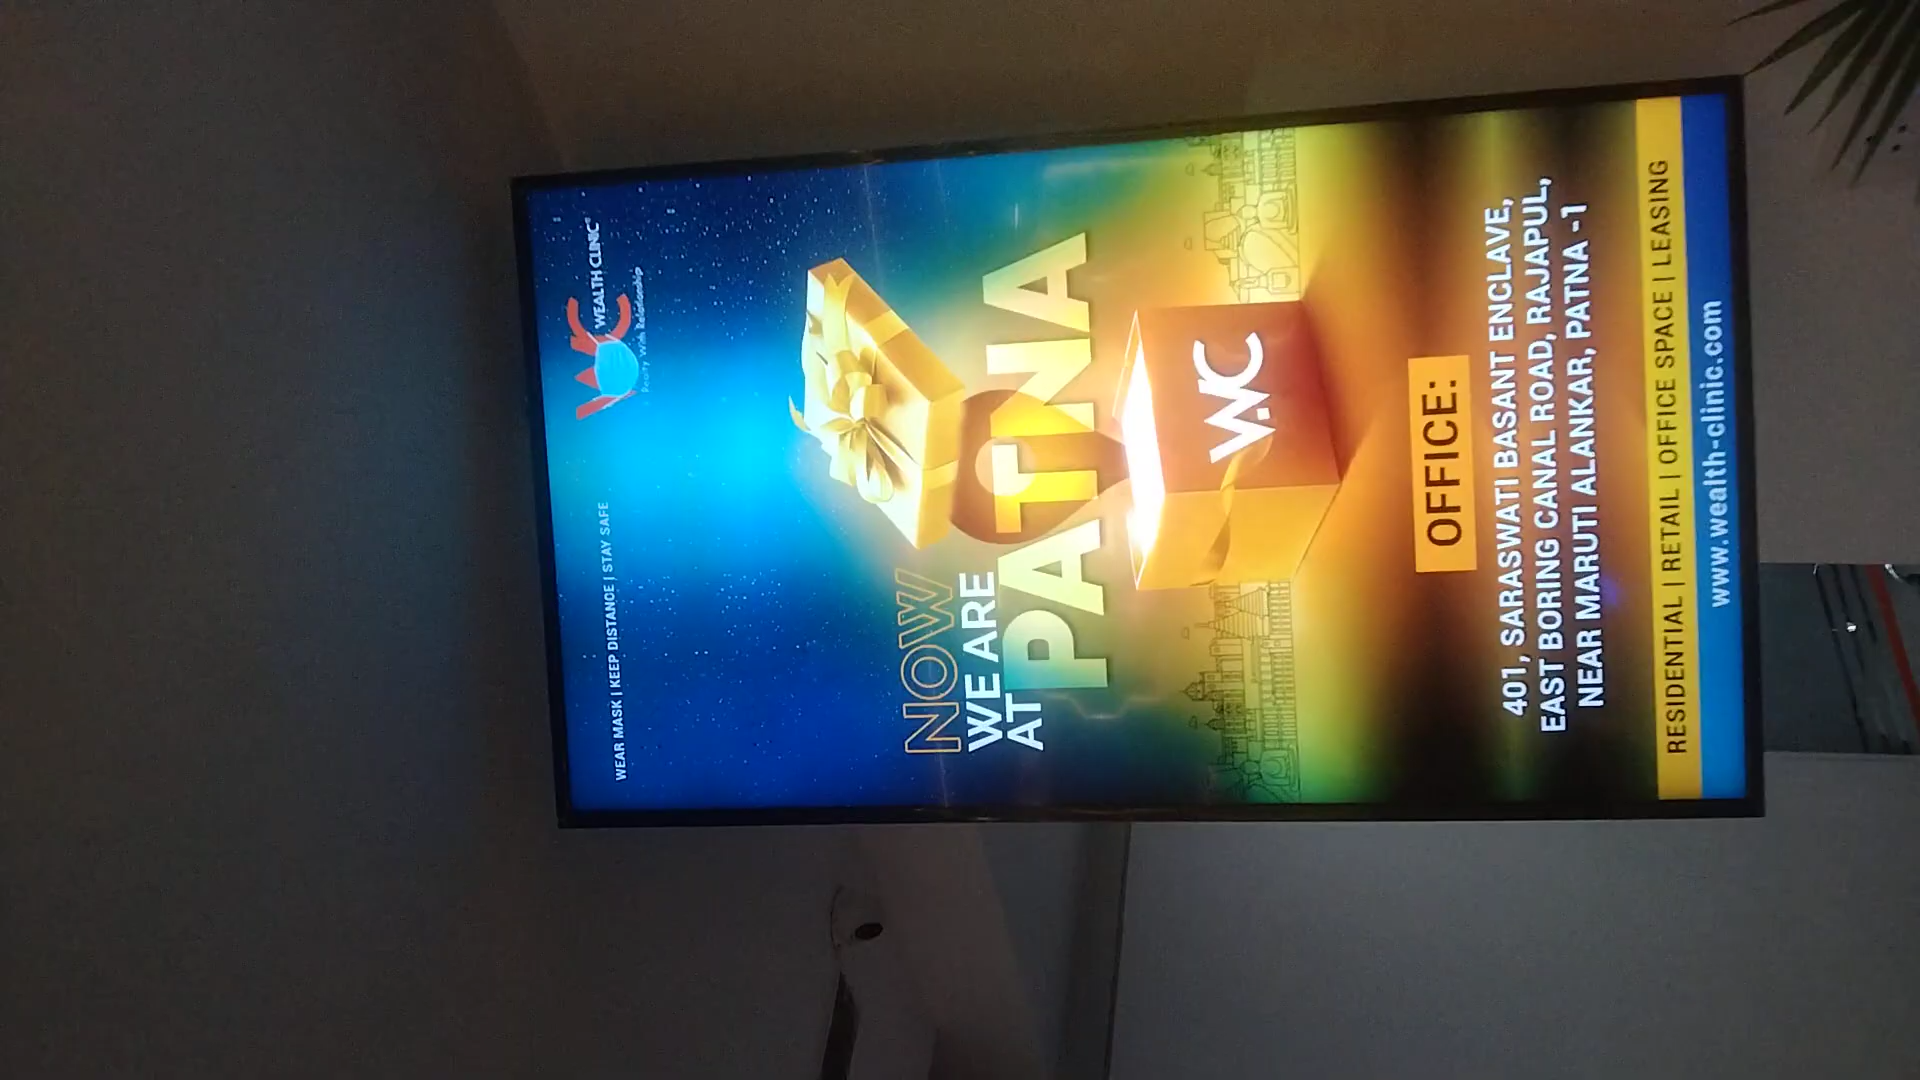 WEAR MASK | KEEP DISTANCE | STAY SAFE
WC WEALTH CLINIC
Realty With Relationship
NOW
WE ARE
AT
PATNA
WC
OFFICE:
401, SARASWATI BASANT ENCLAVE,
EAST BORING CANAL ROAD, RAJAPUL,
NEAR MARUTI ALANKAR, PATNA -1
RESIDENTIAL | RETAIL | OFFICE SPACE | LEASING
www.wealth-clinic.com